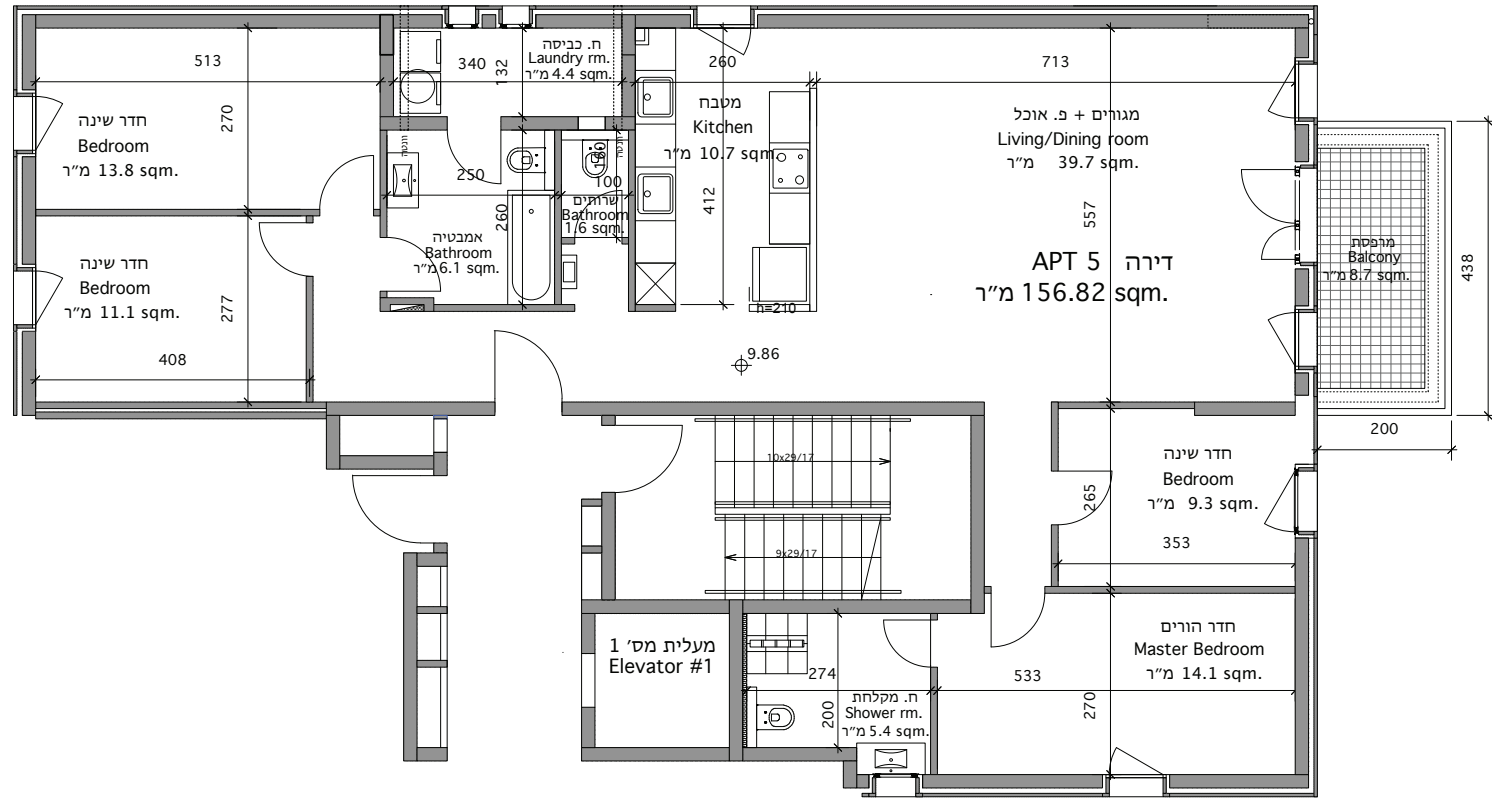 513
270
חדר שינה
Bedroom
13.8 sqm. מ״ר
חדר שינה
Bedroom
11.1 sqm. מ״ר
277
408
340
132
ח. כביסה
Laundry rm.
4.4 sqm. מ״ר
וונטה
וונטה
250
260
אמבטיה
Bathroom
6.1 sqm. מ״ר
160
100
שרותים
Bathroom
1.6 sqm.
260
412
מטבח
Kitchen
10.7 sqm. מ״ר
h=210
9.86
713
מגורים + פ. אוכל
Living/Dining room
39.7 sqm. מ״ר
557
דירה APT 5
156.82 sqm. מ״ר
מרפסת
Balcony
8.7 sqm. מ״ר
438
200
10x29/17
9x29/17
חדר שינה
Bedroom
9.3 sqm. מ״ר
265
353
מעלית מס׳ 1
Elevator #1
274
200
ח. מקלחת
Shower rm.
5.4 sqm. מ״ר
533
270
חדר הורים
Master Bedroom
14.1 sqm. מ״ר